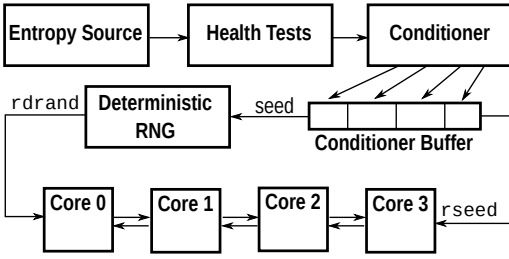 Entropy Source
Health Tests
Conditioner
rdrand
Deterministic
RNG
seed
Conditioner Buffer
Core 0
Core 1
Core 2
Core 3
rseed